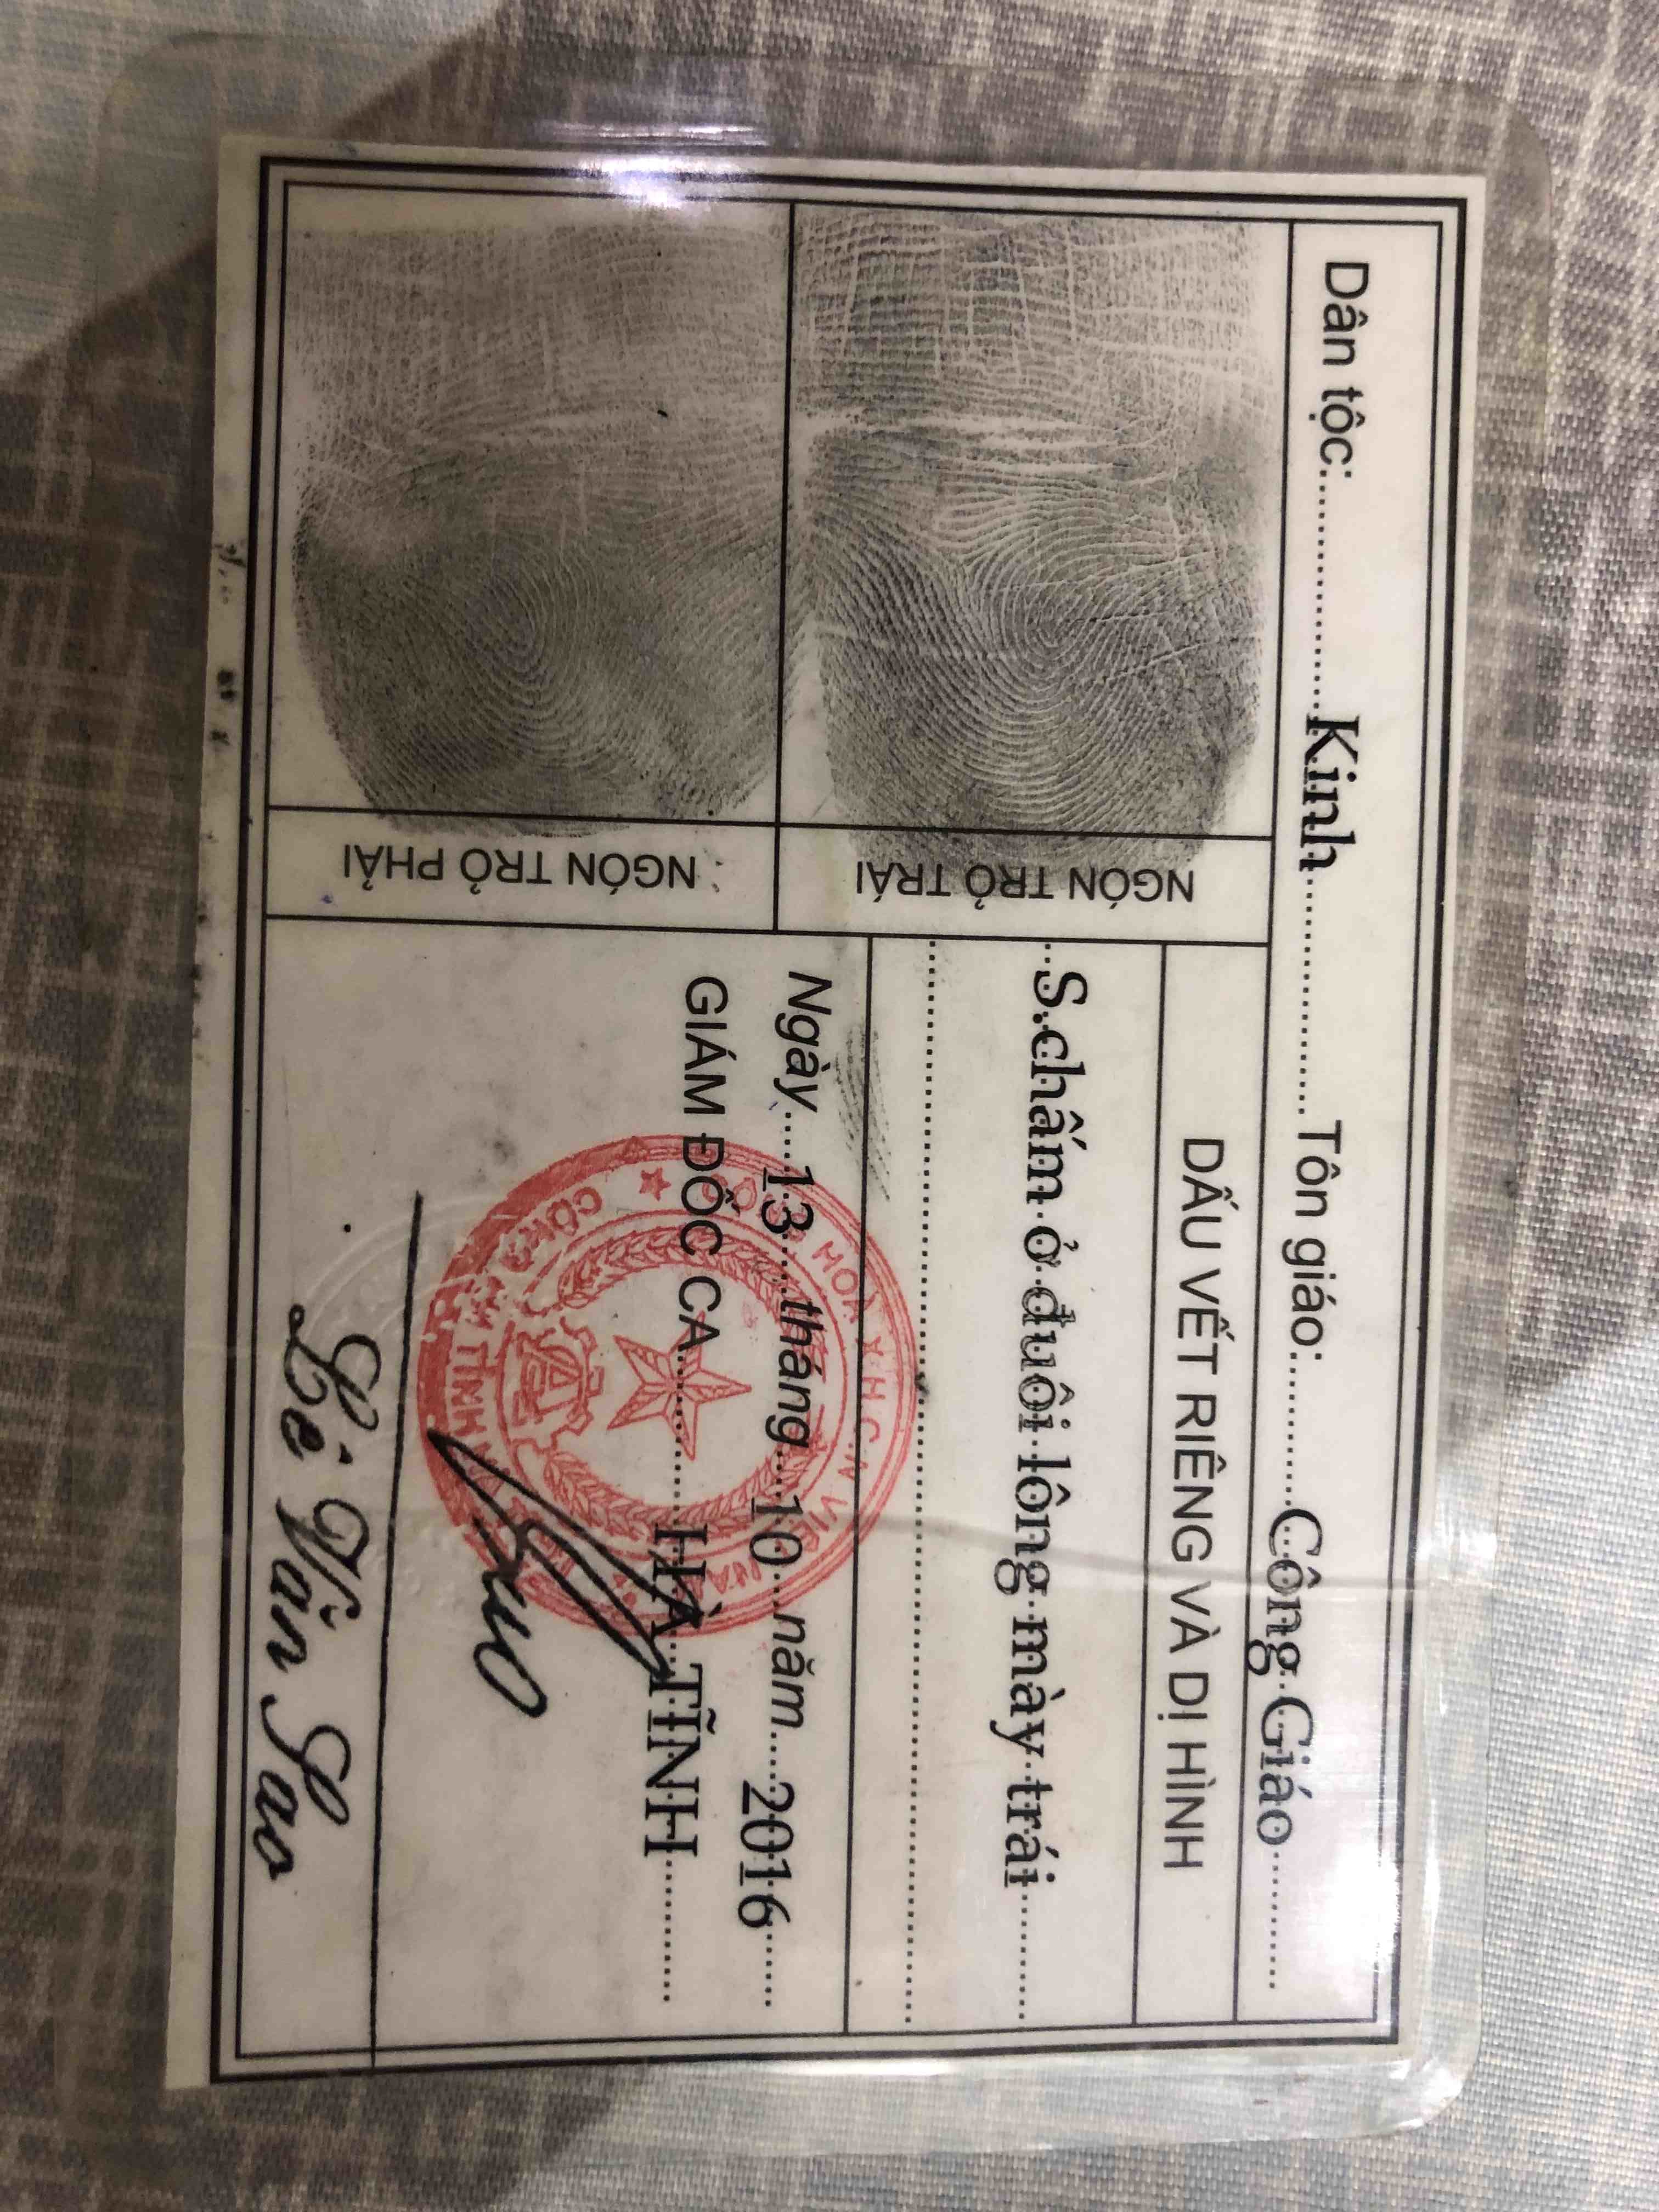 Dân tộc: Kinh Tôn giáo: Công Giáo
NGÓN TRỎ TRÁI
NGÓN TRỎ PHẢI
DẤU VẾT RIÊNG VÀ DỊ HÌNH
S.chấm ở đuôi lông mày trái
Ngày 13 tháng 10 năm 2016
GIÁM ĐỐC CA HÀ TĨNH
Lê Văn Sao